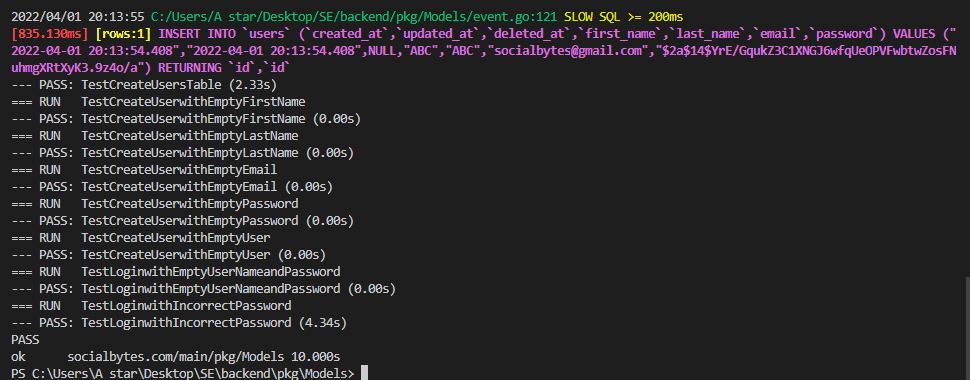 2022/04/01 20:13:55 C:/Users/A star/Desktop/SE/backend/pkg/Models/event.go:121 SLOW SQL >= 200ms
[835.130ms] [rows:1] INSERT INTO `users` (`created_at`,`updated_at`,`deleted_at`,`first_name`,`last_name`,`email`,`password`) VALUES ("
2022-04-01 20:13:54.408","2022-04-01 20:13:54.408",NULL,"ABC","ABC","socialbytes@gmail.com","$2a$14$YrE/GqukZ3C1XNGJ6wfqUeOPVFwbtwZosFN
uhmgXRtXyK3.9z4o/a") RETURNING `id`,`id`
--- PASS: TestCreateUsersTable (2.33s)
=== RUN   TestCreateUserwithEmptyFirstName
--- PASS: TestCreateUserwithEmptyFirstName (0.00s)
=== RUN   TestCreateUserwithEmptyLastName
--- PASS: TestCreateUserwithEmptyLastName (0.00s)
=== RUN   TestCreateUserwithEmptyEmail
--- PASS: TestCreateUserwithEmptyEmail (0.00s)
=== RUN   TestCreateUserwithEmptyPassword
--- PASS: TestCreateUserwithEmptyPassword (0.00s)
=== RUN   TestCreateUserwithEmptyUser
--- PASS: TestCreateUserwithEmptyUser (0.00s)
=== RUN   TestLoginwithEmptyUserNameandPassword
--- PASS: TestLoginwithEmptyUserNameandPassword (0.00s)
=== RUN   TestLoginwithIncorrectPassword
--- PASS: TestLoginwithIncorrectPassword (4.34s)
PASS
ok      socialbytes.com/main/pkg/Models 10.000s
PS C:\Users\A star\Desktop\SE\backend\pkg\Models>